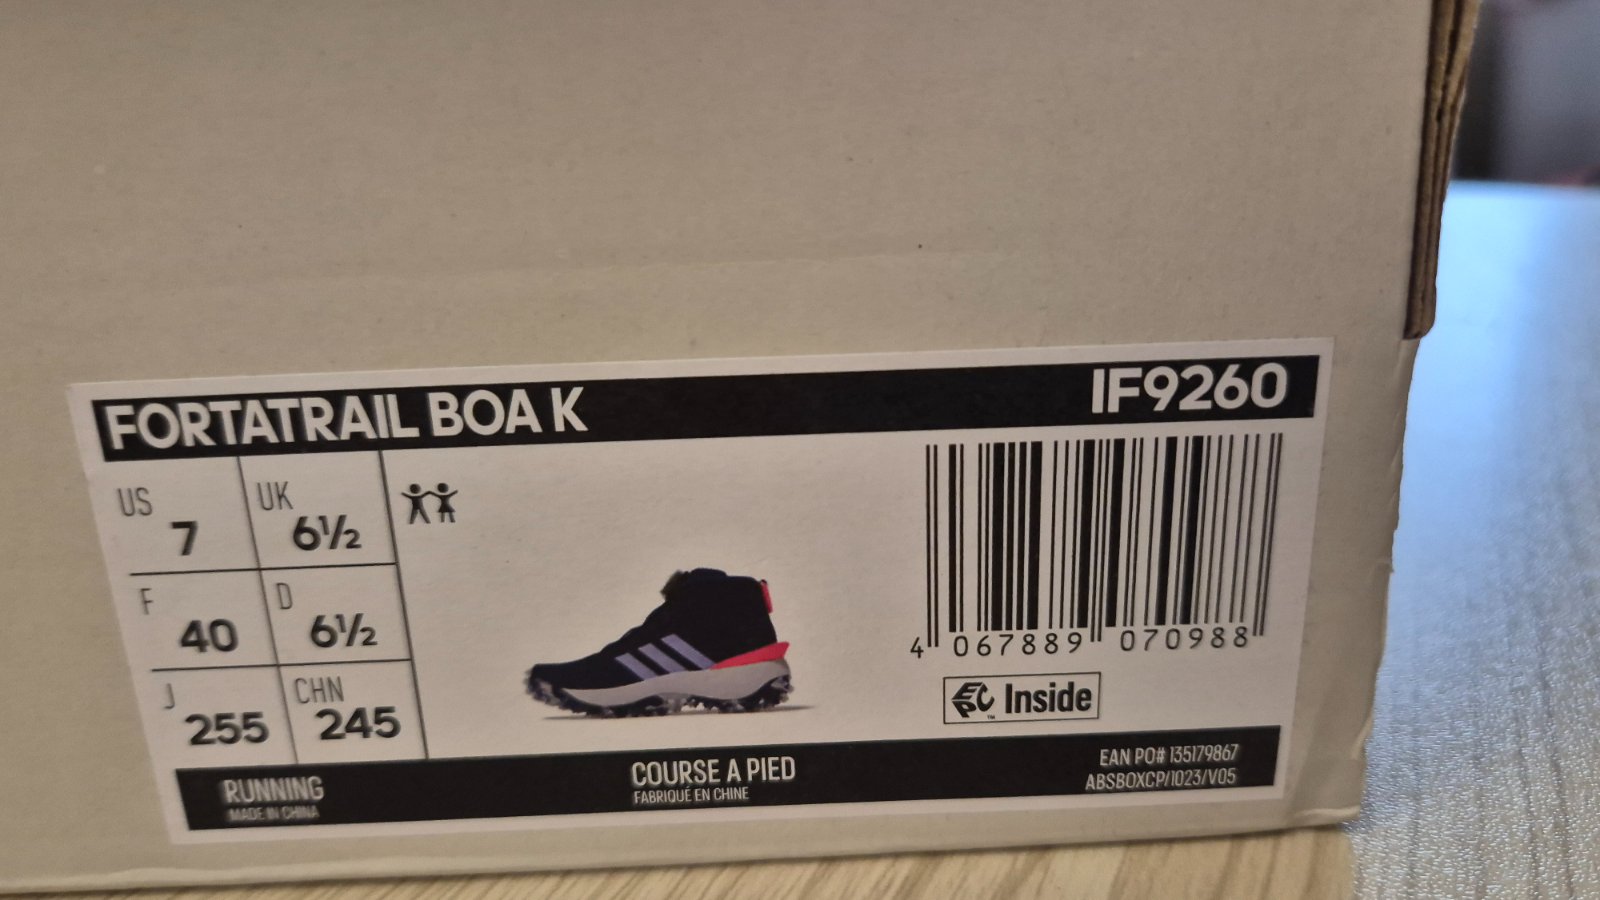 FORTATRAIL BOA K IF9260
US 7 UK 6½
F 40 D 6½
J 255 CHN 245
4 067889 070988
EPC™ Inside
RUNNING
MADE IN CHINA
COURSE A PIED
FABRIQUÉ EN CHINE
EAN PO# 135179867
ABSBOXCP/1023/V05